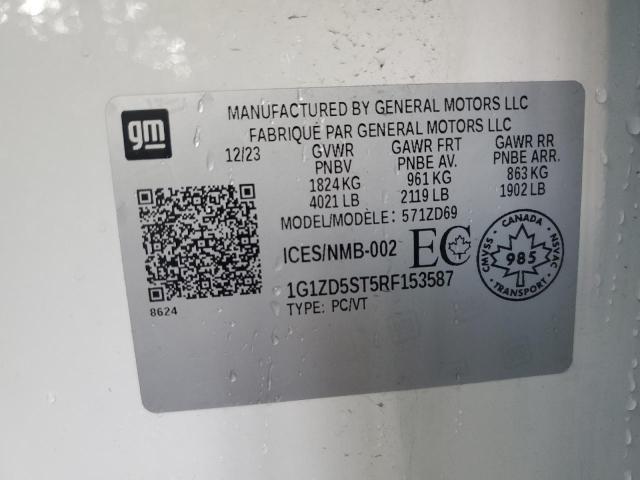 gm
MANUFACTURED BY GENERAL MOTORS LLC
FABRIQUÉ PAR GENERAL MOTORS LLC
12/23 GVWR GAWR FRT GAWR RR
PNBV PNBE AV. PNBE ARR.
1824 KG 961 KG 863 KG
4021 LB 2119 LB 1902 LB
MODEL/MODÈLE: 571ZD69
ICES/NMB-002 EC
CANADA
CMVSS 985 NSVAC
TRANSPORT
1G1ZD5ST5RF153587
TYPE: PC/VT
8624